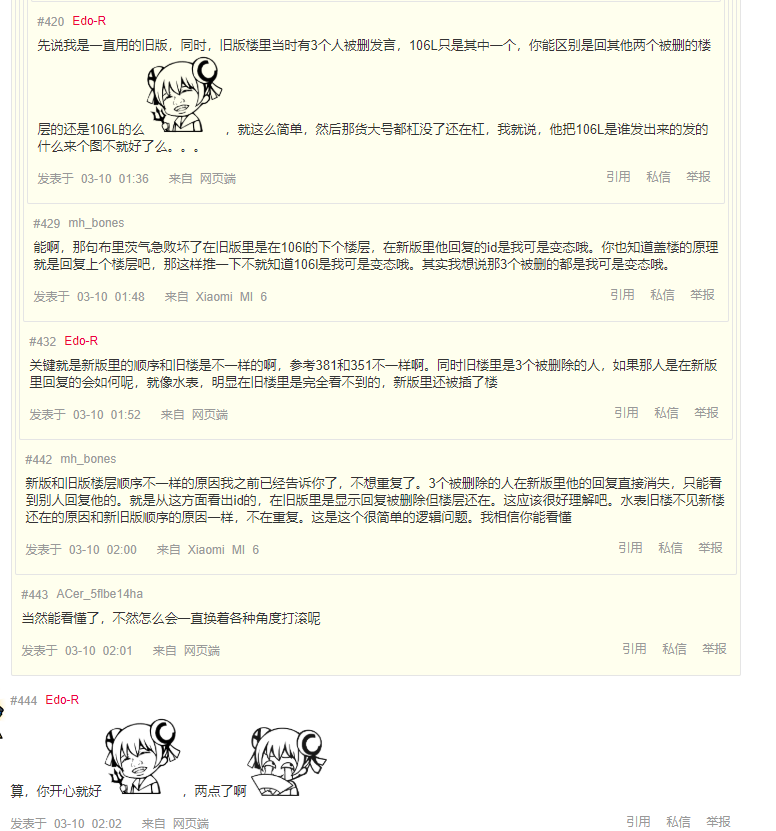 #420 Edo-R
先说我是一直用的旧版，同时，旧版楼里当时有3个人被删发言，106L只是其中一个，你能区别是回其他两个被删的楼
层的还是106L的么 ，就这么简单，然后那货大号都杠没了还在杠，我就说，他把106L是谁发出来的发的
什么来个图不就好了么。。。
发表于 03-10 01:36 来自 网页端 引用 私信 举报
#429 mh_bones
能啊，那句布里茨气急败坏了在旧版里是在106l的下个楼层，在新版里他回复的id是我可是变态哦。你也知道盖楼的原理
就是回复上个楼层吧，那这样推一下不就知道106l是我可是变态哦。其实我想说那3个被删的都是我可是变态哦。
发表于 03-10 01:48 来自 Xiaomi MI 6 引用 私信 举报
#432 Edo-R
关键就是新版里的顺序和旧楼是不一样的啊，参考381和351不一样啊。同时旧楼里是3个被删除的人，如果那人是在新版
里回复的会如何呢，就像水表，明显在旧楼里是完全看不到的，新版里还被插了楼
发表于 03-10 01:52 来自 网页端 引用 私信 举报
#442 mh_bones
新版和旧版楼层顺序不一样的原因我之前已经告诉你了，不想重复了。3个被删除的人在新版里他的回复直接消失，只能看
到别人回复他的。就是从这方面看出id的，在旧版里是显示回复被删除但楼层还在。这应该很好理解吧。水表旧楼不见新楼
还在的原因和新旧版顺序的原因一样，不在重复。这是这个很简单的逻辑问题。我相信你能看懂
发表于 03-10 02:00 来自 Xiaomi MI 6 引用 私信 举报
#443 ACer_5flbe14ha
当然能看懂了，不然怎么会一直换着各种角度打滚呢
发表于 03-10 02:01 来自 网页端 引用 私信 举报
#444 Edo-R
算，你开心就好 ，两点了啊
发表于 03-10 02:02 来自 网页端 引用 私信 举报